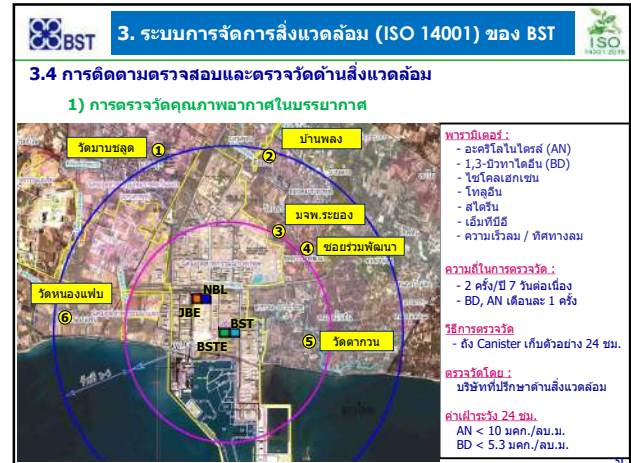 BST
3. ระบบการจัดการสิ่งแวดล้อม (ISO 14001) ของ BST
ISO
3.4 การติดตามตรวจสอบและตรวจวัดด้านสิ่งแวดล้อม
1) การตรวจวัดคุณภาพอากาศในบรรยากาศ
วัดมาบชลูด
1
บ้านพลง
2
มจพ.ระยอง
3
4
ซอยร่วมพัฒนา
วัดหนองแฟบ
6
NBL
JBE
BST
BSTE
5
วัดตากวน
พารามิเตอร์ :
- อะคริโลไนไตรล์ (AN)
- 1,3-บิวทาไดอีน (BD)
- ไซโคลเฮกเซน
- โทลูอีน
- สไตรีน
- เอ็มทีบีอี
- ความเร็วลม / ทิศทางลม
ความถี่ในการตรวจวัด :
- 2 ครั้ง/ปี 7 วันต่อเนื่อง
- BD, AN เดือนละ 1 ครั้ง
วิธีการตรวจวัด
- ถัง Canister เก็บตัวอย่าง 24 ชม.
ตรวจวัดโดย :
บริษัทที่ปรึกษาด้านสิ่งแวดล้อม
ค่าเฝ้าระวัง 24 ชม.
AN < 10 มคก./ลบ.ม.
BD < 5.3 มคก./ลบ.ม.